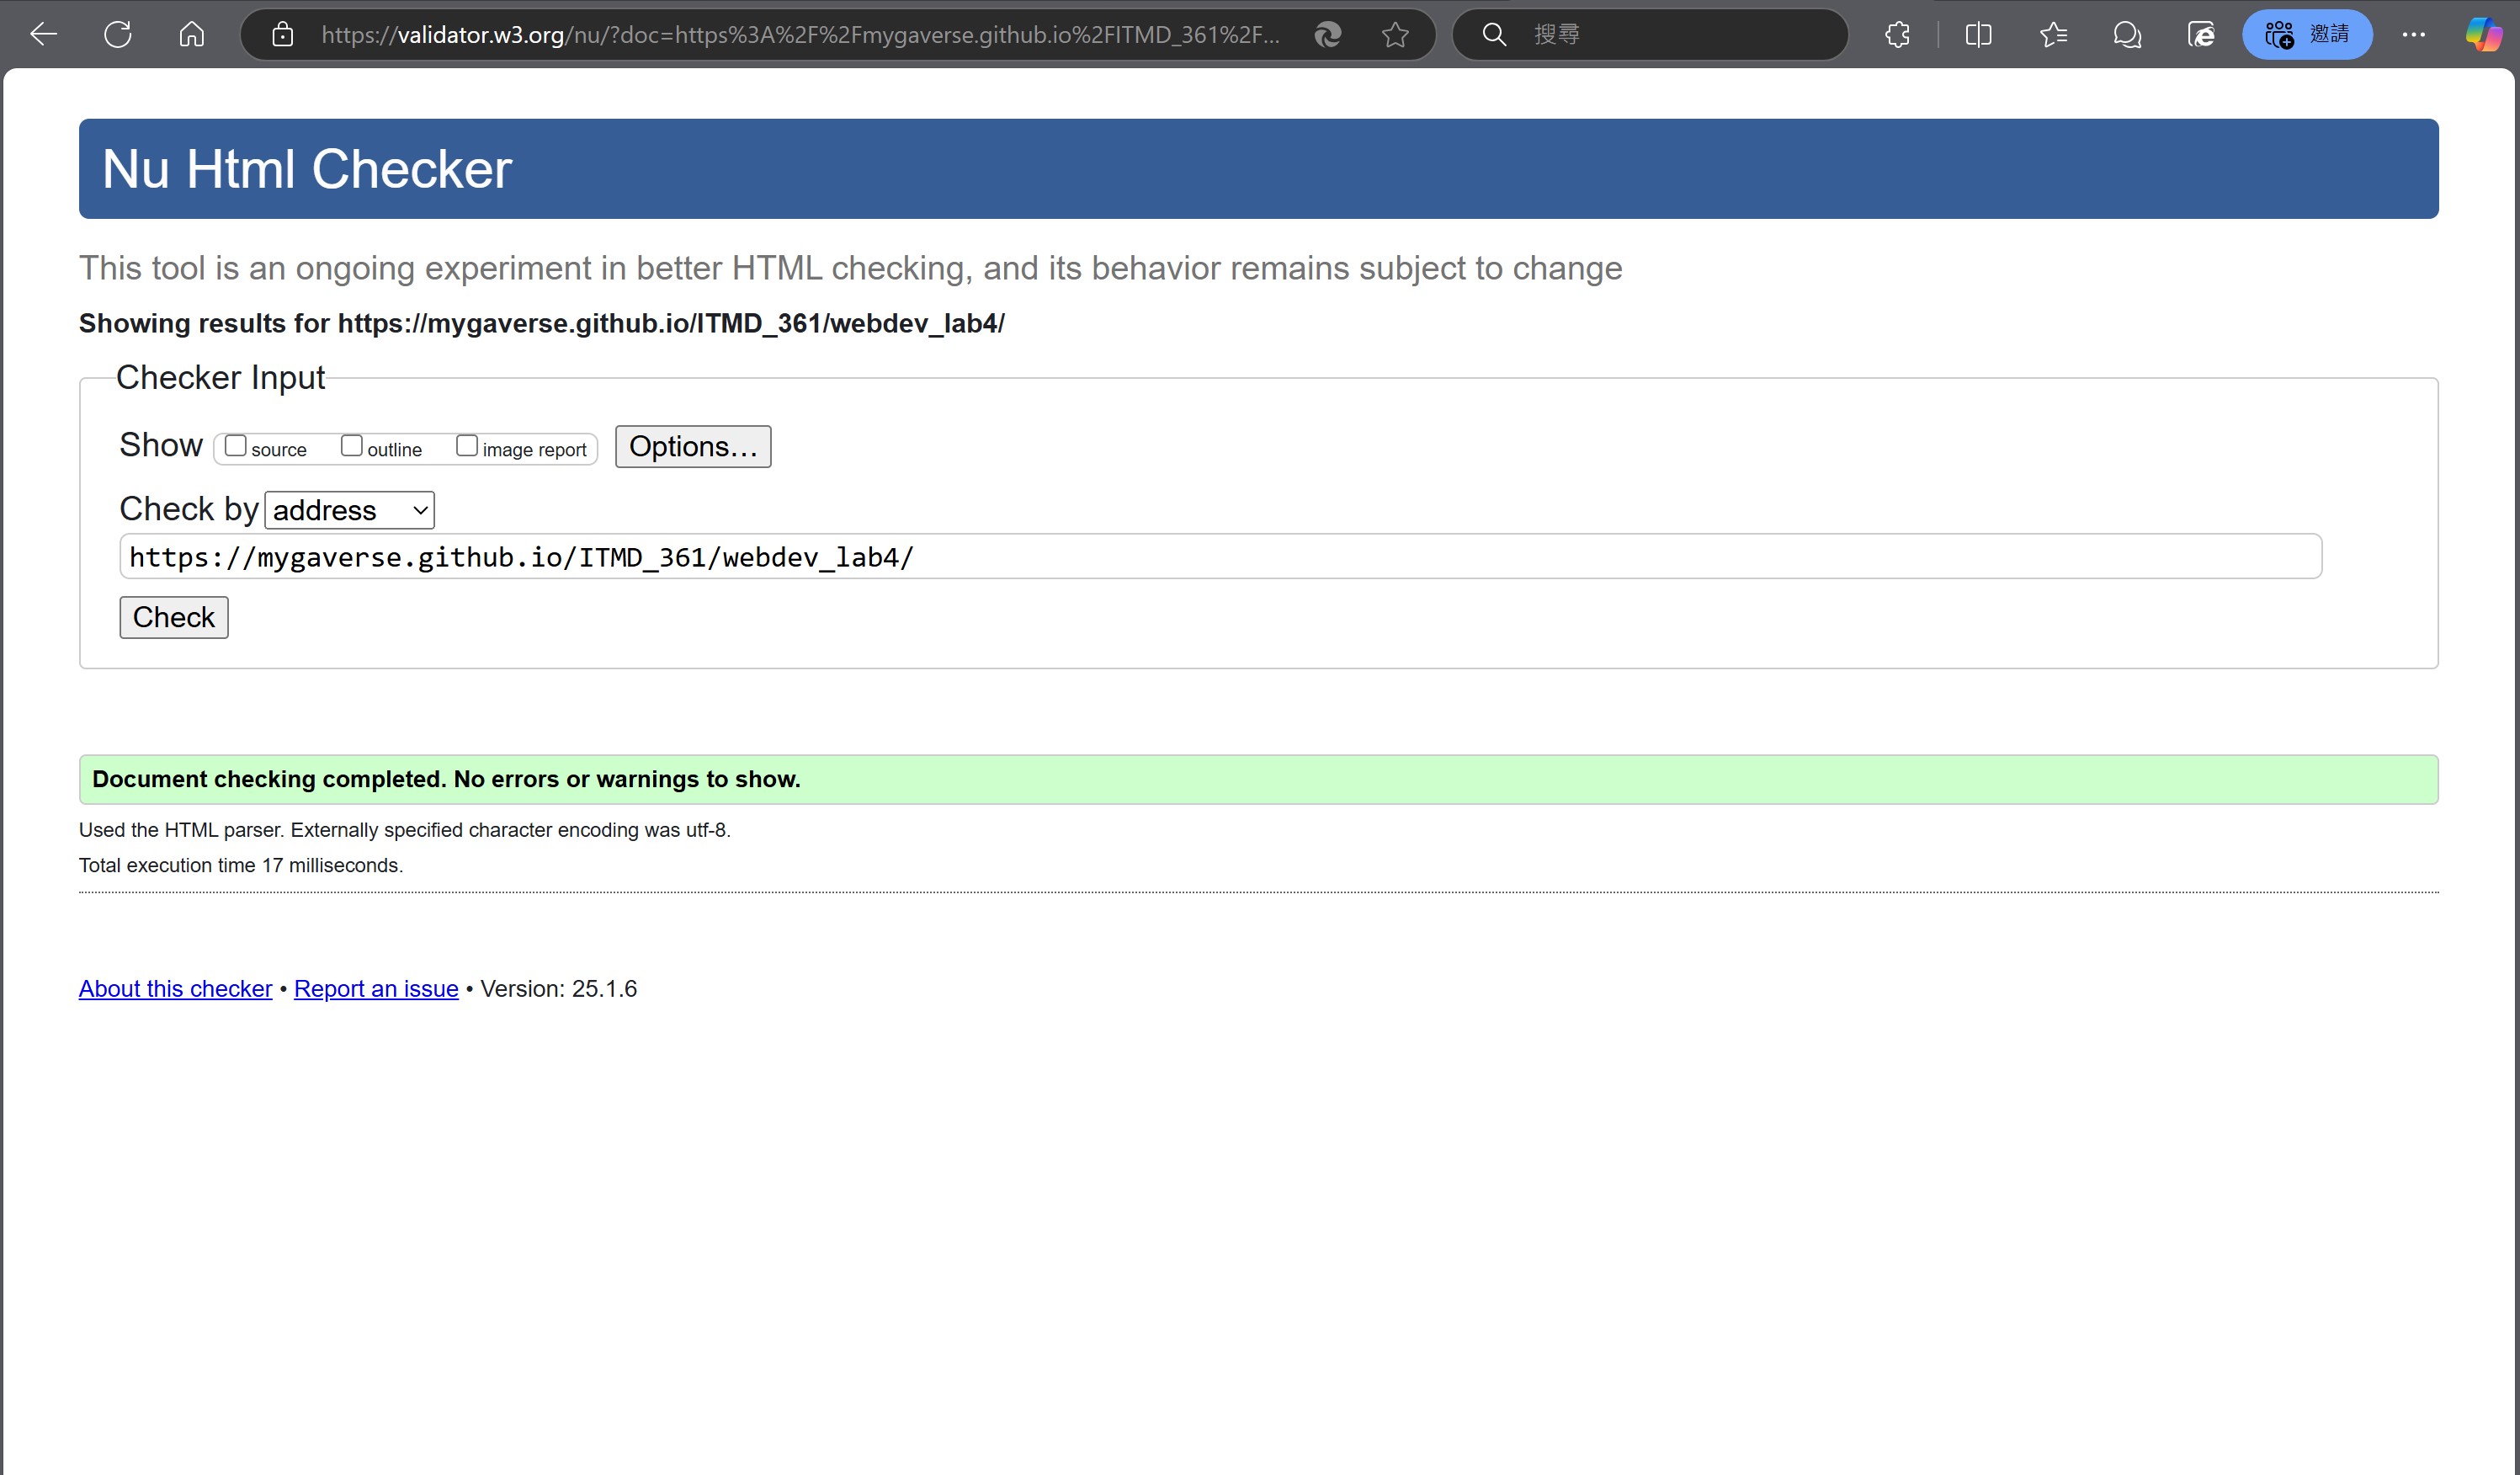 https://validator.w3.org/nu/?doc=https%3A%2F%2Fmygaverse.github.io%2FITMD_361%2F...
搜尋
邀請
Nu Html Checker
This tool is an ongoing experiment in better HTML checking, and its behavior remains subject to change
Showing results for https://mygaverse.github.io/ITMD_361/webdev_lab4/
Checker Input
Show source outline image report Options...
Check by address
https://mygaverse.github.io/ITMD_361/webdev_lab4/
Check
Document checking completed. No errors or warnings to show.
Used the HTML parser. Externally specified character encoding was utf-8.
Total execution time 17 milliseconds.
About this checker • Report an issue • Version: 25.1.6